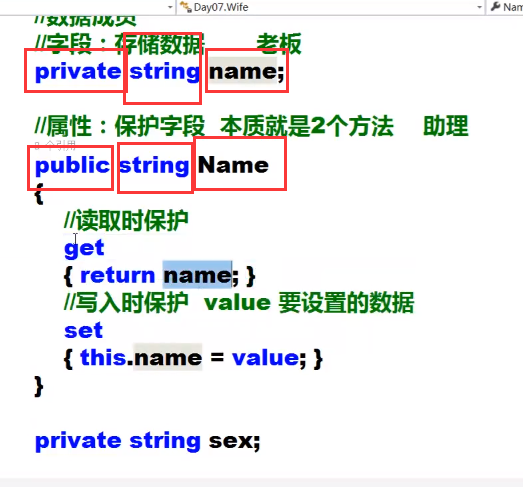 Day07.Wife
Nam
//数据成员
//字段：存储数据 老板
private string name;
//属性：保护字段 本质就是2个方法 助理
个引用
public string Name
{
//读取时保护
get
{ return name; }
//写入时保护 value 要设置的数据
set
{ this.name = value; }
}
private string sex;